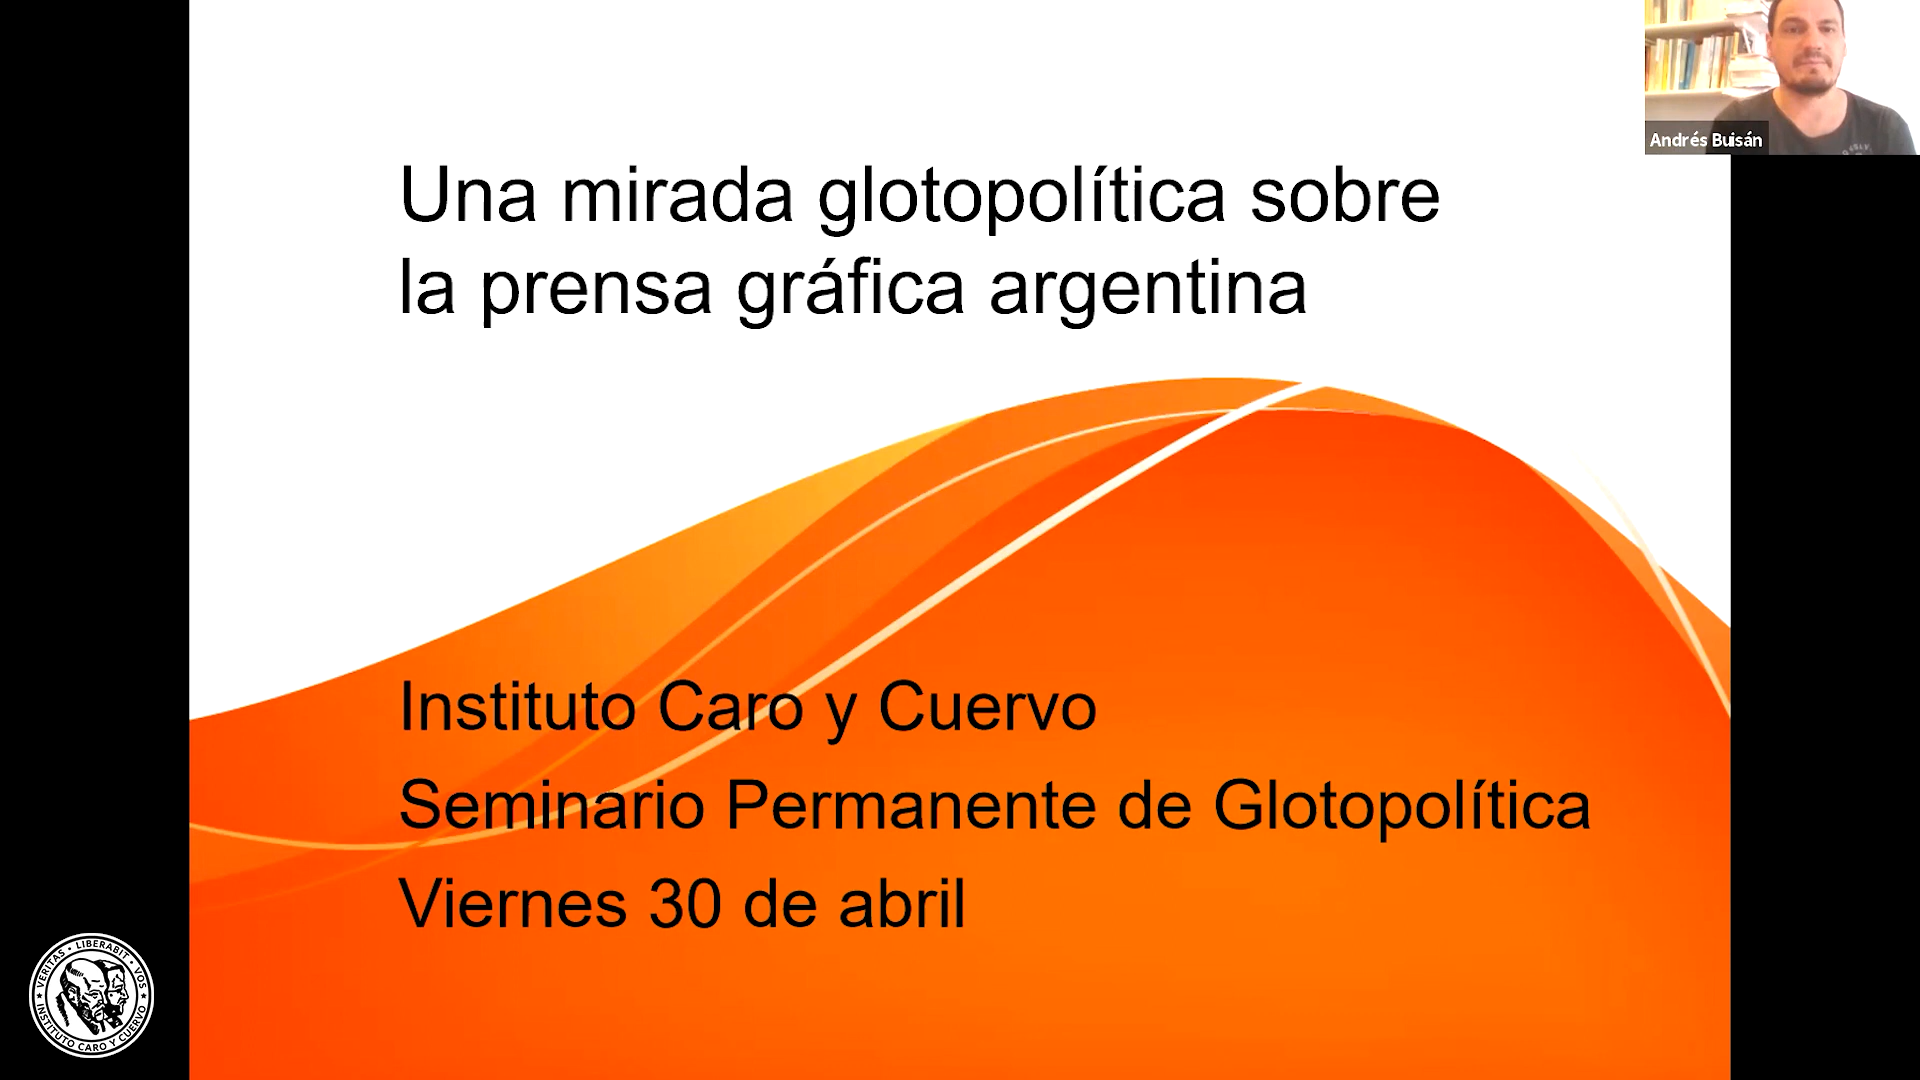 Una mirada glotopolítica sobre
la prensa gráfica argentina
Andrés Buisán
Instituto Caro y Cuervo
Seminario Permanente de Glotopolítica
Viernes 30 de abril
VERITAS • LIBERABIT • VOS
INSTITUTO CARO Y CUERVO